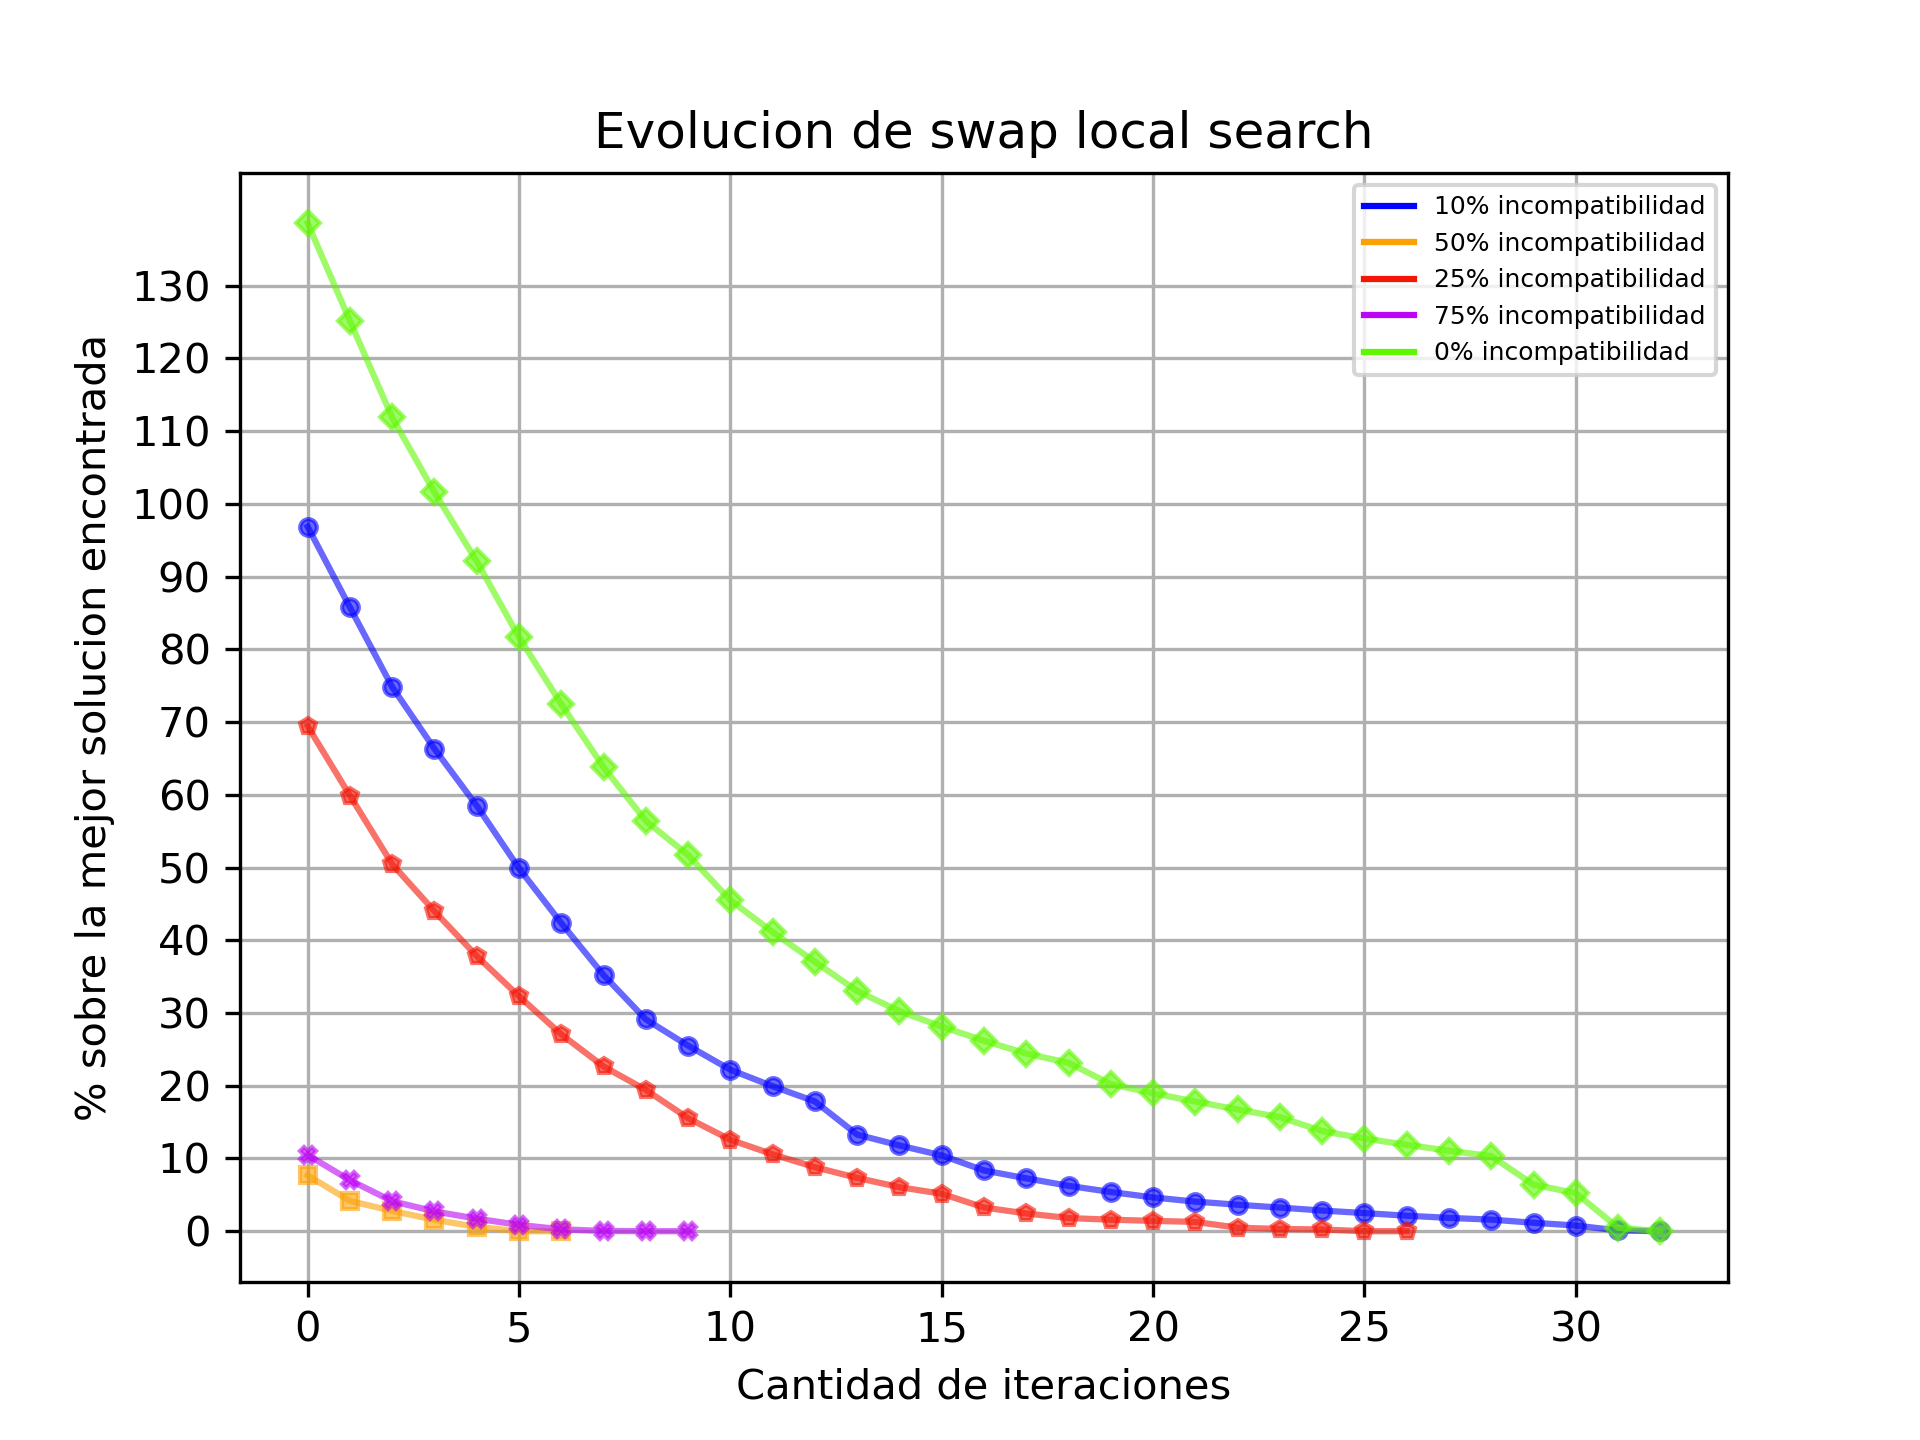 Evolucion de swap local search
10% incompatibilidad
50% incompatibilidad
25% incompatibilidad
75% incompatibilidad
0% incompatibilidad
% sobre la mejor solucion encontrada
130
120
110
100
90
80
70
60
50
40
30
20
10
0
0 5 10 15 20 25 30
Cantidad de iteraciones